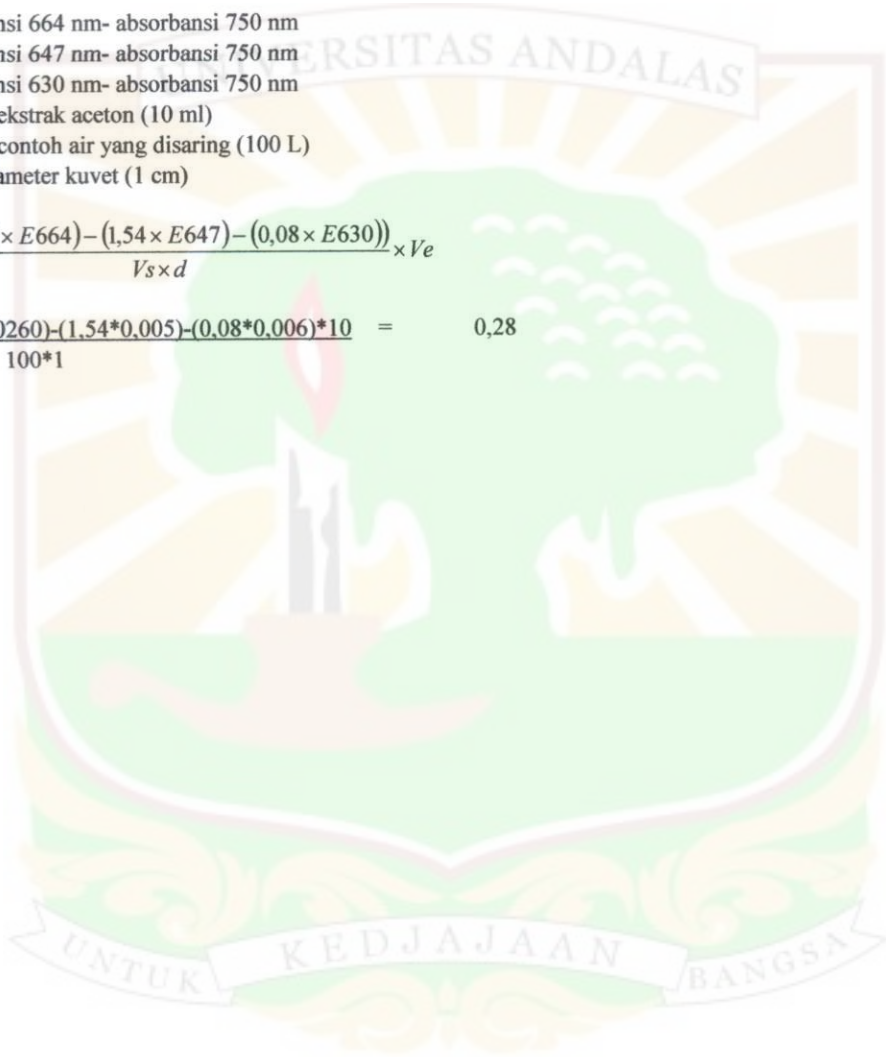 UNIVERSITAS ANDALAS
nsi 664 nm- absorbansi 750 nm
nsi 647 nm- absorbansi 750 nm
nsi 630 nm- absorbansi 750 nm
ekstrak aceton (10 ml)
contoh air yang disaring (100 L)
ameter kuvet (1 cm)
× E664)–(1,54× E647)–(0,08× E630)) × Ve
Vs×d
0260)-(1,54*0,005)-(0,08*0,006)*10 = 0,28
100*1
UNTUK KEDJAJAAN BANGSA